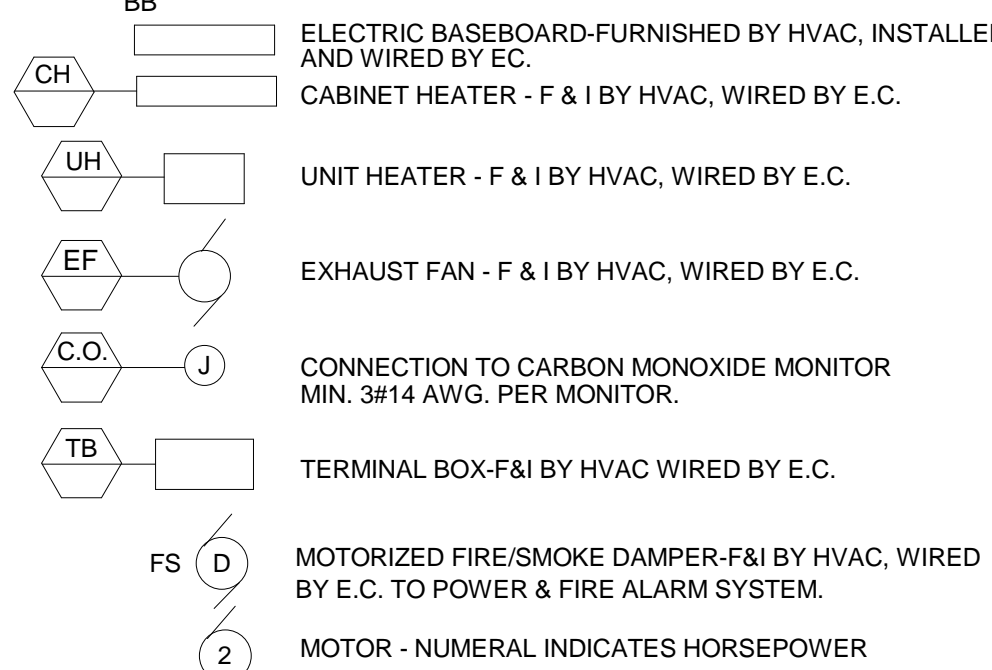 BB
ELECTRIC BASEBOARD-FURNISHED BY HVAC, INSTALLED
AND WIRED BY EC.
CH
CABINET HEATER - F & I BY HVAC, WIRED BY E.C.
UH
UNIT HEATER - F & I BY HVAC, WIRED BY E.C.
EF
EXHAUST FAN - F & I BY HVAC, WIRED BY E.C.
C.O. J
CONNECTION TO CARBON MONOXIDE MONITOR
MIN. 3#14 AWG. PER MONITOR.
TB
TERMINAL BOX-F&I BY HVAC WIRED BY E.C.
FS D
MOTORIZED FIRE/SMOKE DAMPER-F&I BY HVAC, WIRED
BY E.C. TO POWER & FIRE ALARM SYSTEM.
2
MOTOR - NUMERAL INDICATES HORSEPOWER